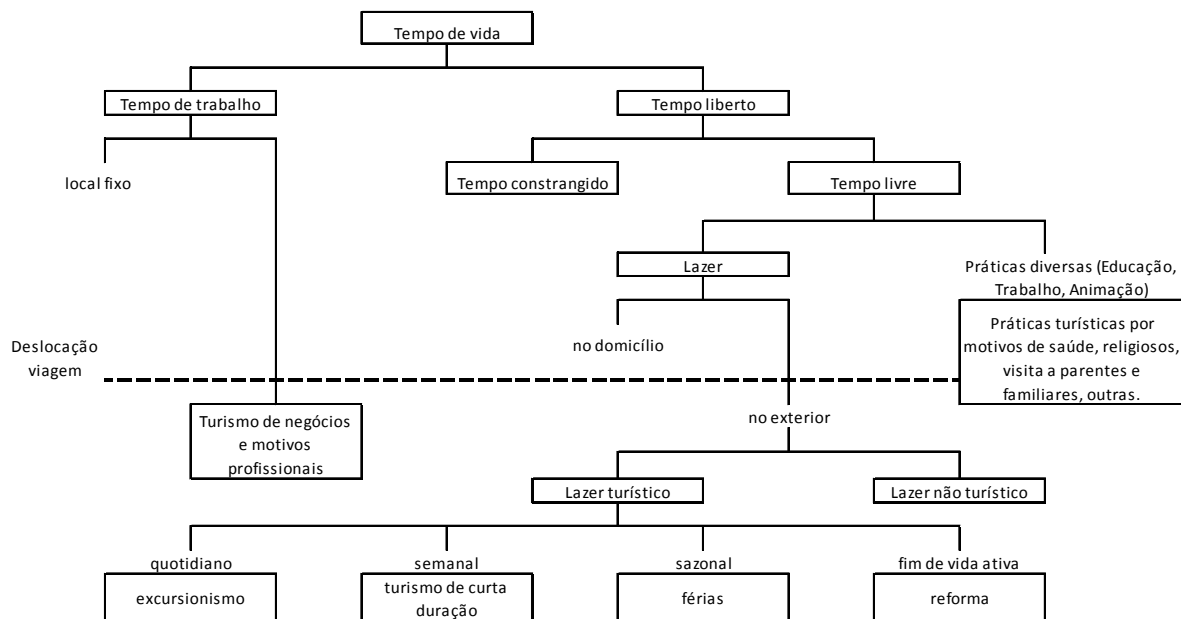 Tempo de vida
Tempo de trabalho
Tempo liberto
local fixo
Tempo constrangido
Tempo livre
Lazer
Práticas diversas (Educação,
Trabalho, Animação)
Deslocação
viagem
no domicílio
Práticas turísticas por
motivos de saúde, religiosos,
visita a parentes e
familiares, outras.
Turismo de negócios
e motivos
profissionais
no exterior
Lazer turístico
Lazer não turístico
quotidiano
excursionismo
semanal
turismo de curta
duração
sazonal
férias
fim de vida ativa
reforma